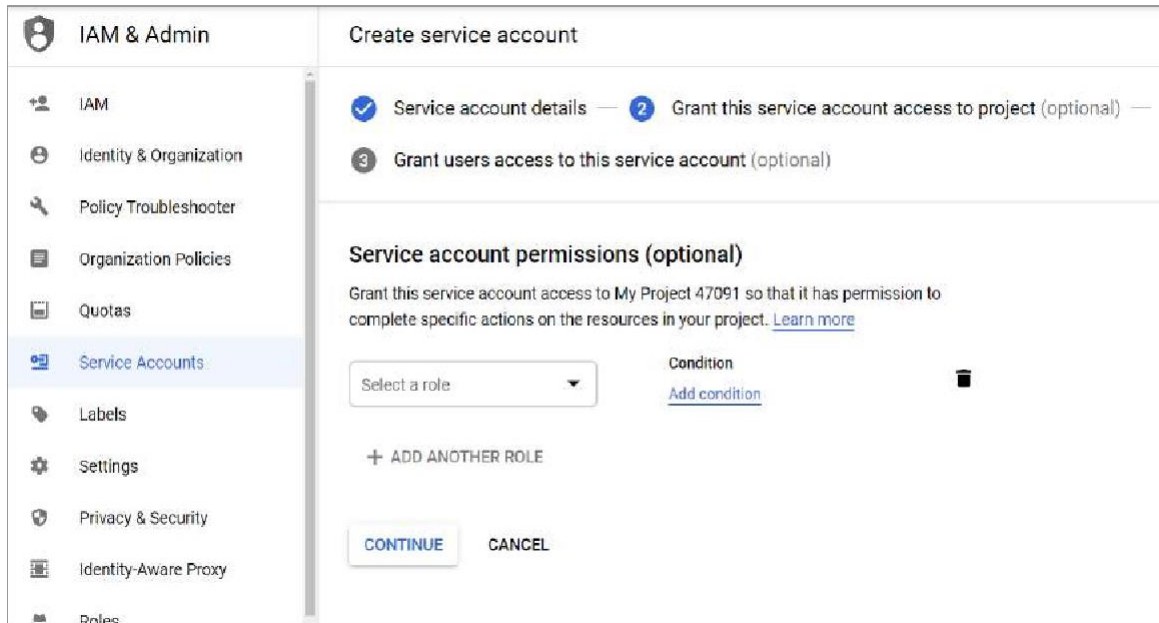 IAM & Admin
IAM
Identity & Organization
Policy Troubleshooter
Organization Policies
Quotas
Service Accounts
Labels
Settings
Privacy & Security
Identity-Aware Proxy
Roles
Create service account
Service account details — 2 Grant this service account access to project (optional) —
3 Grant users access to this service account (optional)
Service account permissions (optional)
Grant this service account access to My Project 47091 so that it has permission to
complete specific actions on the resources in your project. Learn more
Select a role
Condition
Add condition
+ ADD ANOTHER ROLE
CONTINUE CANCEL